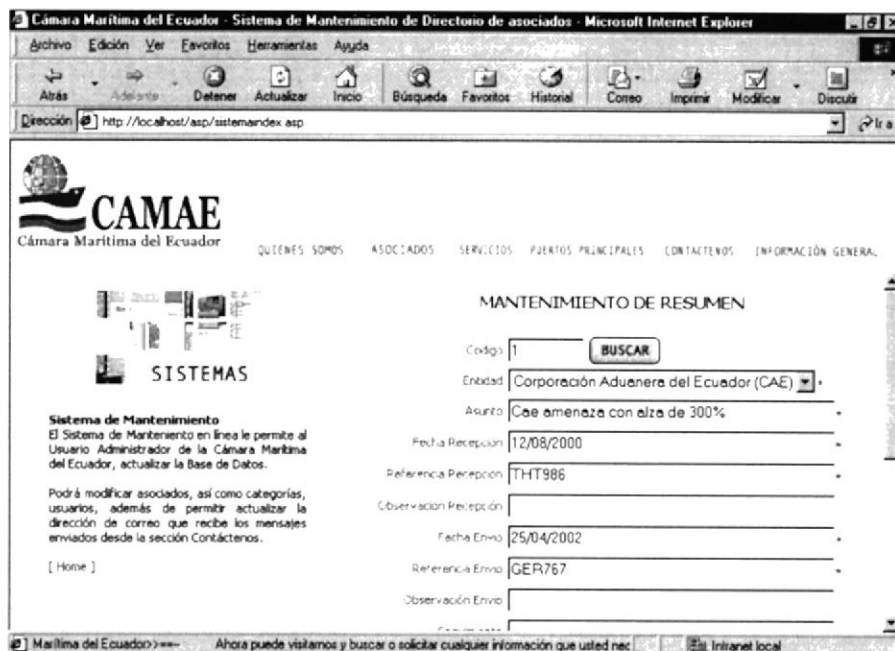 Cámara Marítima del Ecuador - Sistema de Mantenimiento de Directorio de asociados - Microsoft Internet Explorer
Archivo Edición Ver Favoritos Herramientas Ayuda
Atrás Adelante Detener Actualizar Inicio Búsqueda Favoritos Historial Correo Imprimir Modificar Discutir
Dirección http://localhost/asp/sistemaindex.asp Ir a
CAMAE
Cámara Marítima del Ecuador
QUIENES SOMOS ASOCIADOS SERVICIOS PUERTOS PRINCIPALES CONTACTENOS INFORMACIÓN GENERAL
SISTEMAS
Sistema de Mantenimiento
El Sistema de Manteniento en línea le permite al
Usuario Administrador de la Cámara Marítima
del Ecuador, actualizar la Base de Datos.
Podrá modificar asociados, así como categorías,
usuarios, además de permitir actualizar la
dirección de correo que recibe los mensajes
enviados desde la sección Contáctenos.
[ Home ]
MANTENIMIENTO DE RESUMEN
Codigo 1 BUSCAR
Entidad Corporación Aduanera del Ecuador (CAE)
Asunto Cae amenaza con alza de 300%
Fecha Recepción 12/08/2000
Referencia Recepción THT986
Observación Recepción
Fecha Envio 25/04/2002
Referencia Envio GER767
Observación Envio
Marítima del Ecuador>>==-- Ahora puede visitarnos y buscar o solicitar cualquier información que usted nec Intranet local